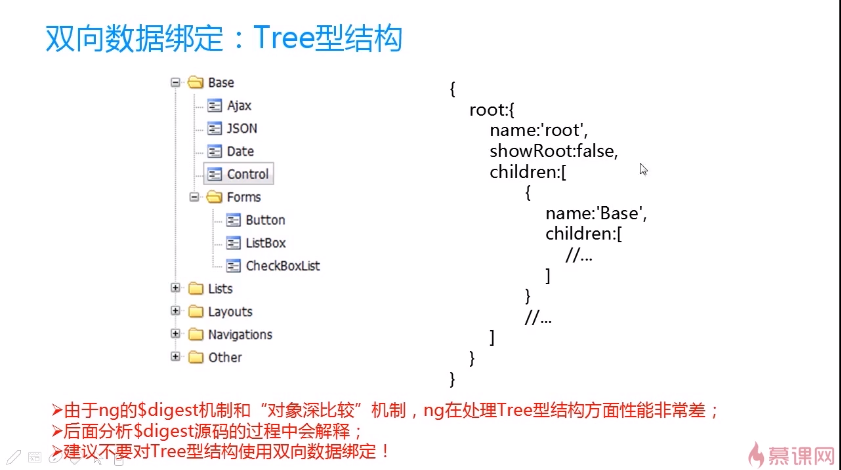 双向数据绑定：Tree型结构
Base
Ajax
JSON
Date
Control
Forms
Button
ListBox
CheckBoxList
Lists
Layouts
Navigations
Other
{
root:{
name:'root',
showRoot:false,
children:[
{
name:'Base',
children:[
//...
]
}
//...
]
}
}
➢由于ng的$digest机制和“对象深比较”机制，ng在处理Tree型结构方面性能非常差；
➢后面分析$digest源码的过程中会解释；
➢建议不要对Tree型结构使用双向数据绑定！
慕课网